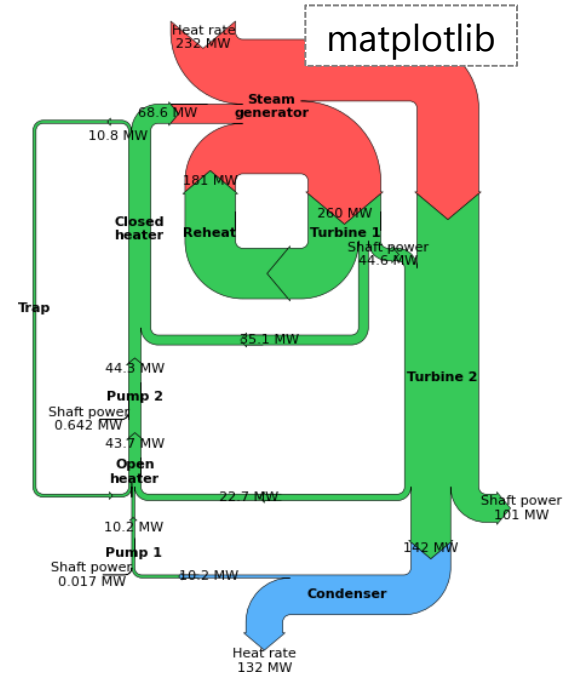 Heat rate
232 MW
matplotlib
Steam
generator
68.6 MW
10.8 MW
181 MW
260 MW
Closed
heater
Reheat
Turbine 1
Shaft power
44.6 MW
Trap
35.1 MW
44.3 MW
Turbine 2
Pump 2
Shaft power
0.642 MW
43.7 MW
Open
heater
22.7 MW
Shaft power
101 MW
10.2 MW
142 MW
Pump 1
Shaft power
0.017 MW
10.2 MW
Condenser
Heat rate
132 MW